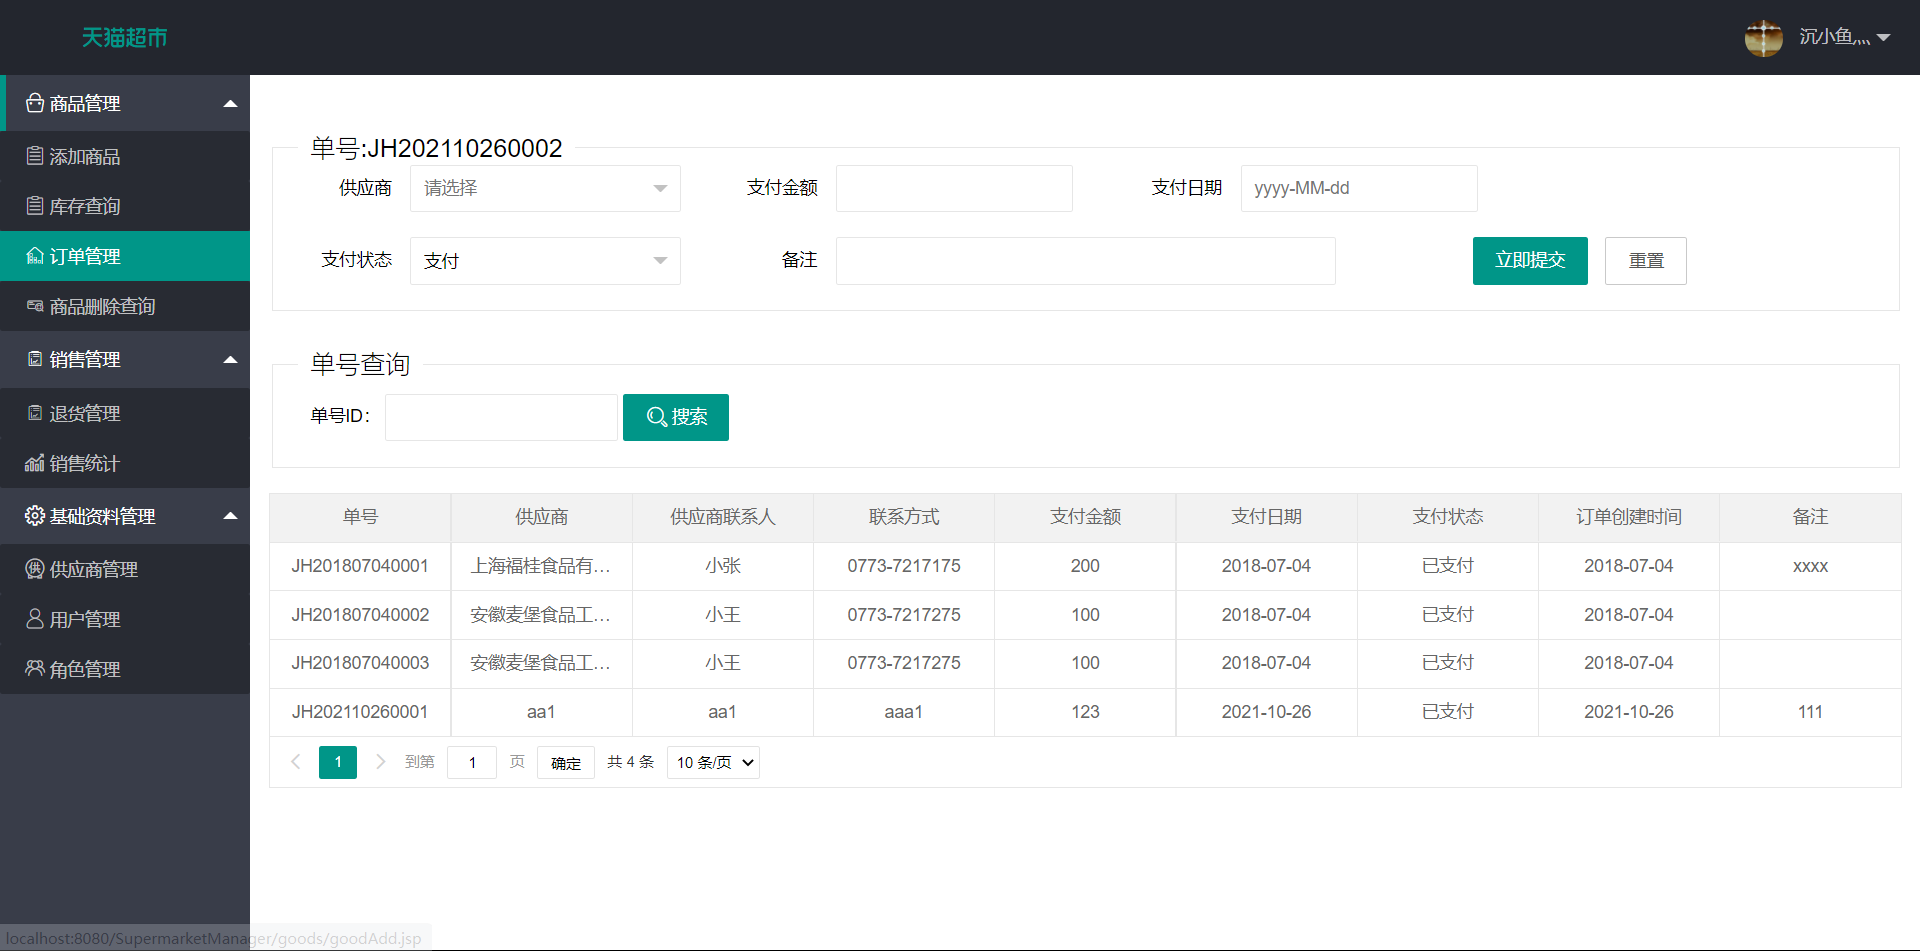 天猫超市
沉小鱼灬
商品管理
添加商品
库存查询
订单管理
商品删除查询
销售管理
退货管理
销售统计
基础资料管理
供应商管理
用户管理
角色管理
单号:JH202110260002
供应商 请选择 支付金额 支付日期 yyyy-MM-dd
支付状态 支付 备注 立即提交 重置
单号查询
单号ID： 搜索
单号 供应商 供应商联系人 联系方式 支付金额 支付日期 支付状态 订单创建时间 备注
JH201807040001 上海福桂食品有... 小张 0773-7217175 200 2018-07-04 已支付 2018-07-04 xxxx
JH201807040002 安徽麦堡食品工... 小王 0773-7217275 100 2018-07-04 已支付 2018-07-04
JH201807040003 安徽麦堡食品工... 小王 0773-7217275 100 2018-07-04 已支付 2018-07-04
JH202110260001 aa1 aa1 aaa1 123 2021-10-26 已支付 2021-10-26 111
1 到第 1 页 确定 共 4 条 10 条/页
localhost:8080/SupermarketManager/goods/goodAdd.jsp